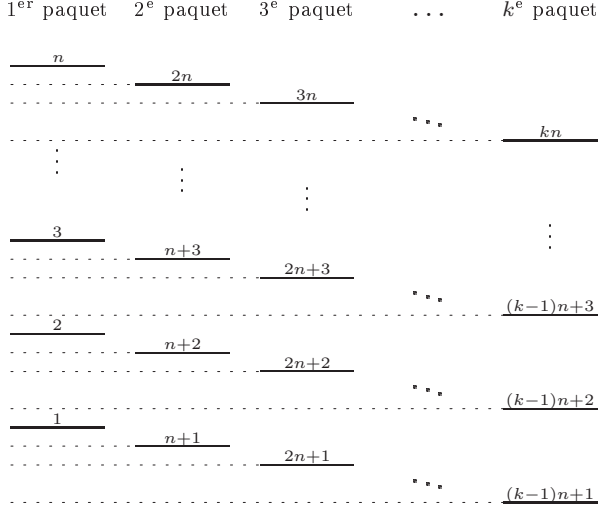 1er paquet 2e paquet 3e paquet ... ke paquet
n
2n
3n
kn
3
n+3
2n+3
(k−1)n+3
2
n+2
2n+2
(k−1)n+2
1
n+1
2n+1
(k−1)n+1